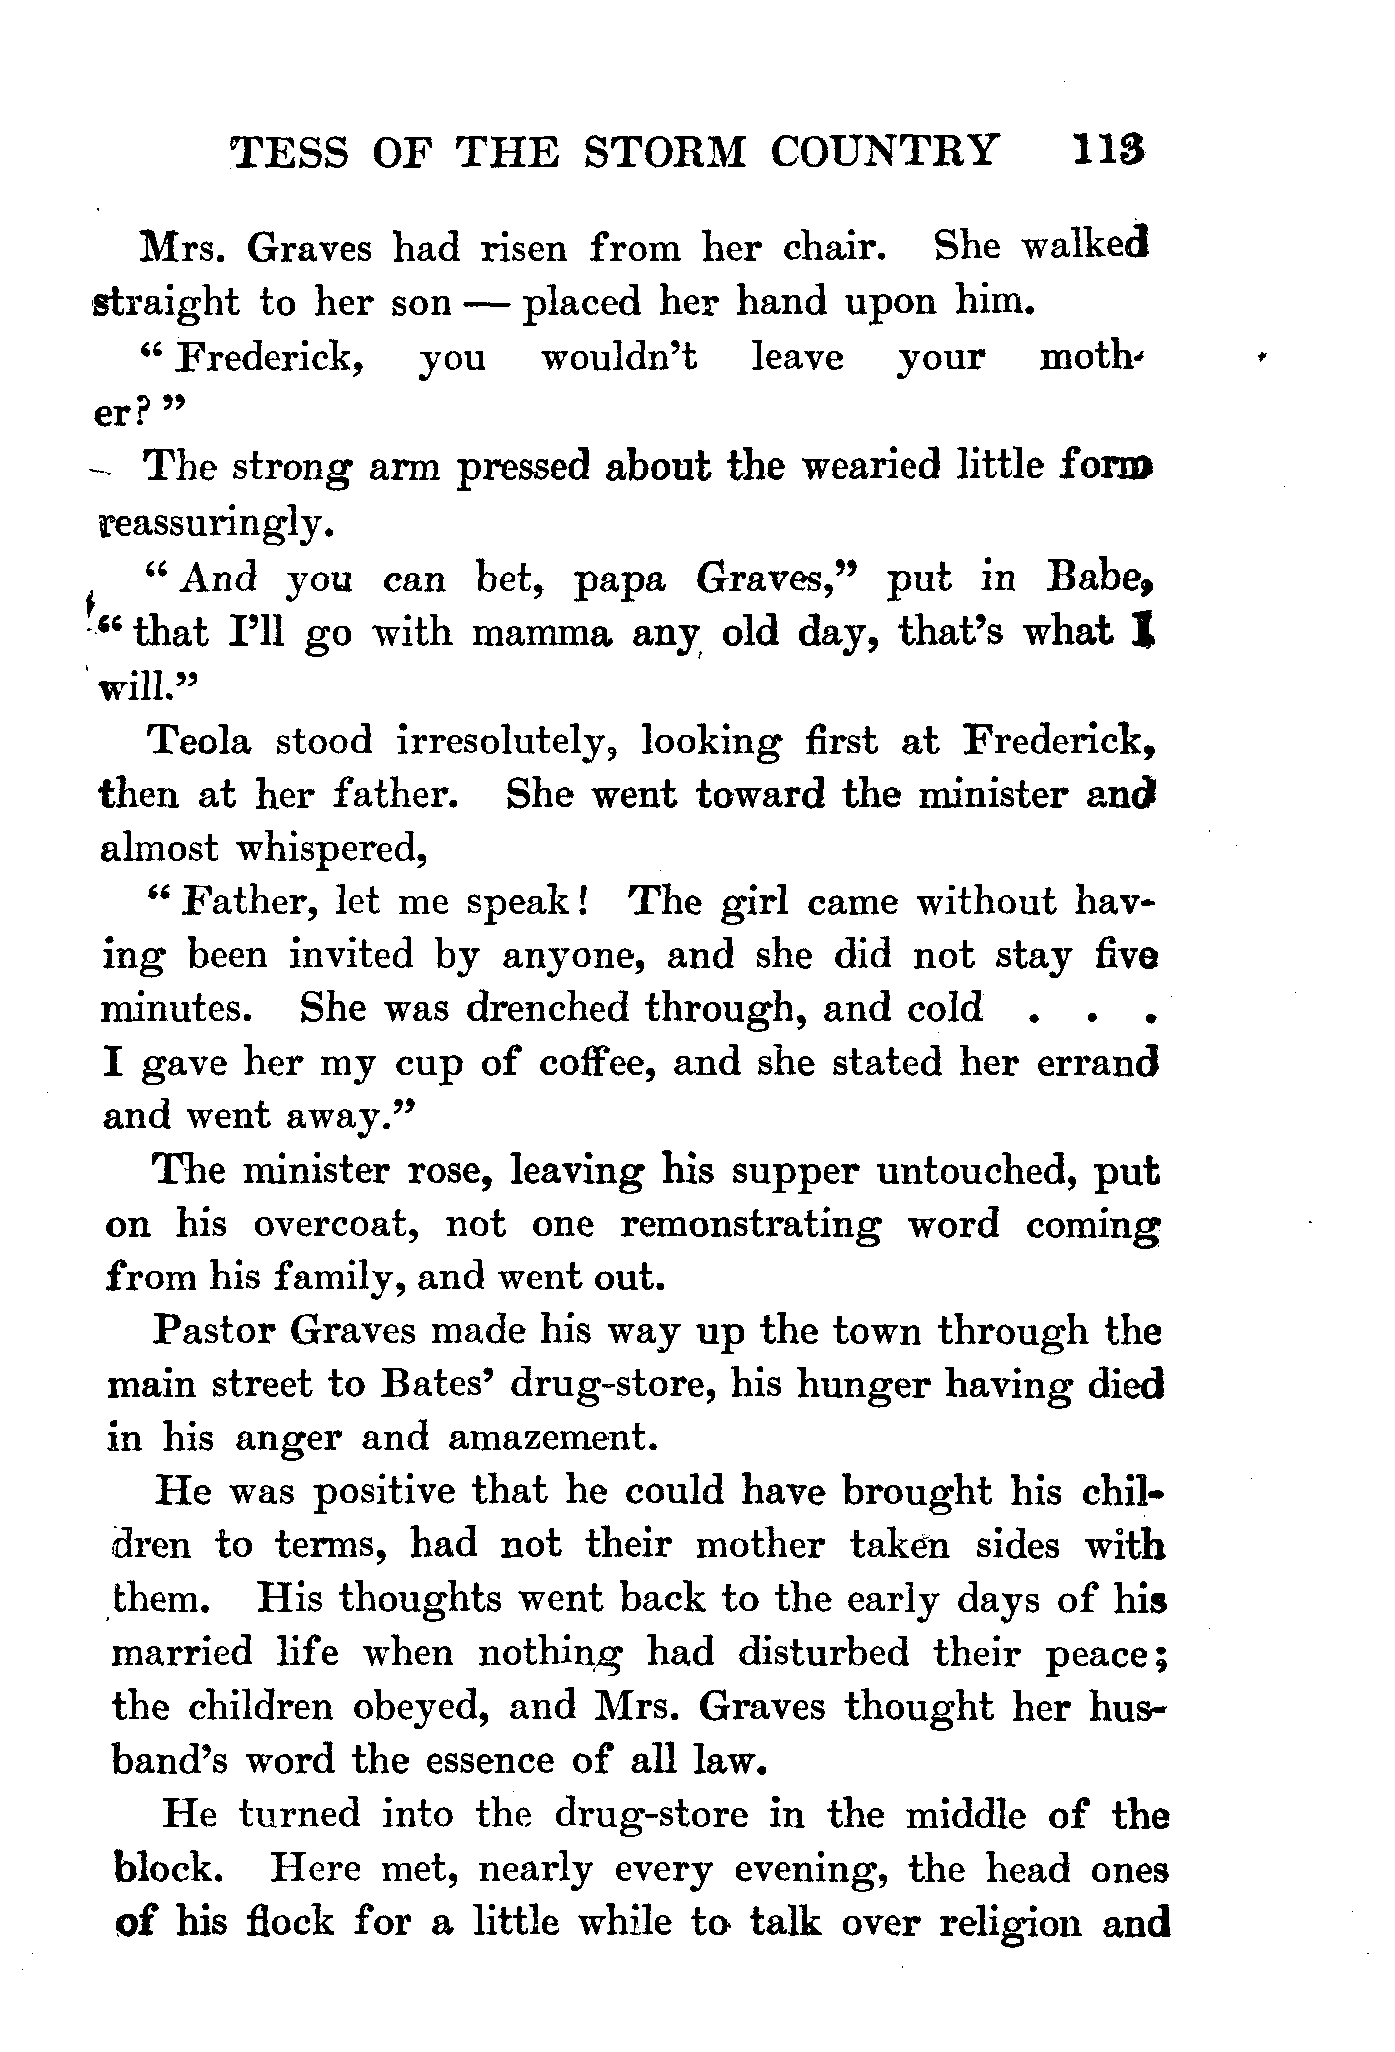 TESS OF THE STORM COUNTRY 113
Mrs. Graves had risen from her chair. She walked
straight to her son — placed her hand upon him.
“ Frederick, you wouldn’t leave your moth-
er? ”
The strong arm pressed about the wearied little form
reassuringly.
“ And you can bet, papa Graves,” put in Babe,
“ that I’ll go with mamma any old day, that’s what I
will.”
Teola stood irresolutely, looking first at Frederick,
then at her father. She went toward the minister and
almost whispered,
“ Father, let me speak! The girl came without hav-
ing been invited by anyone, and she did not stay five
minutes. She was drenched through, and cold . . .
I gave her my cup of coffee, and she stated her errand
and went away.”
The minister rose, leaving his supper untouched, put
on his overcoat, not one remonstrating word coming
from his family, and went out.
Pastor Graves made his way up the town through the
main street to Bates’ drug-store, his hunger having died
in his anger and amazement.
He was positive that he could have brought his chil-
dren to terms, had not their mother taken sides with
them. His thoughts went back to the early days of his
married life when nothing had disturbed their peace;
the children obeyed, and Mrs. Graves thought her hus-
band’s word the essence of all law.
He turned into the drug-store in the middle of the
block. Here met, nearly every evening, the head ones
of his flock for a little while to talk over religion and